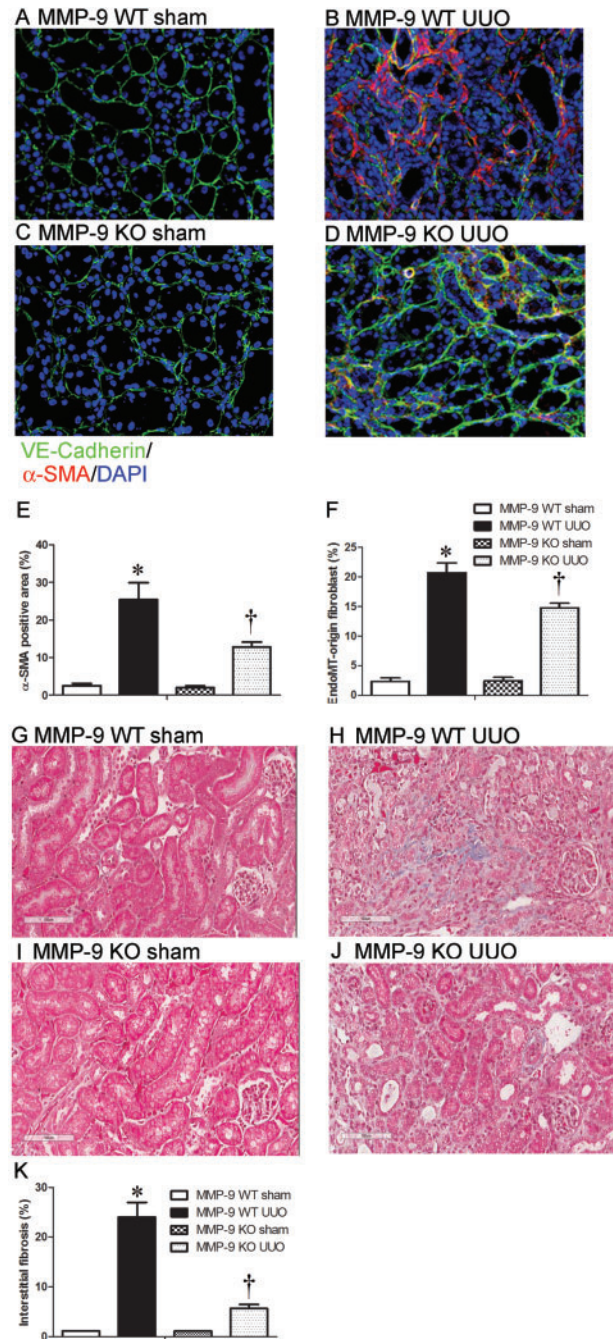 A MMP-9 WT sham
B MMP-9 WT UUO
C MMP-9 KO sham
D MMP-9 KO UUO
VE-Cadherin/
α-SMA/DAPI
E
α-SMA positive area (%)
40
30
20
10
0
*
†
F
EndoMT-origin fibroblast (%)
25
20
15
10
5
0
*
†
MMP-9 WT sham
MMP-9 WT UUO
MMP-9 KO sham
MMP-9 KO UUO
G MMP-9 WT sham
H MMP-9 WT UUO
I MMP-9 KO sham
J MMP-9 KO UUO
K
Interstitial fibrosis (%)
30
20
10
0
*
†
MMP-9 WT sham
MMP-9 WT UUO
MMP-9 KO sham
MMP-9 KO UUO